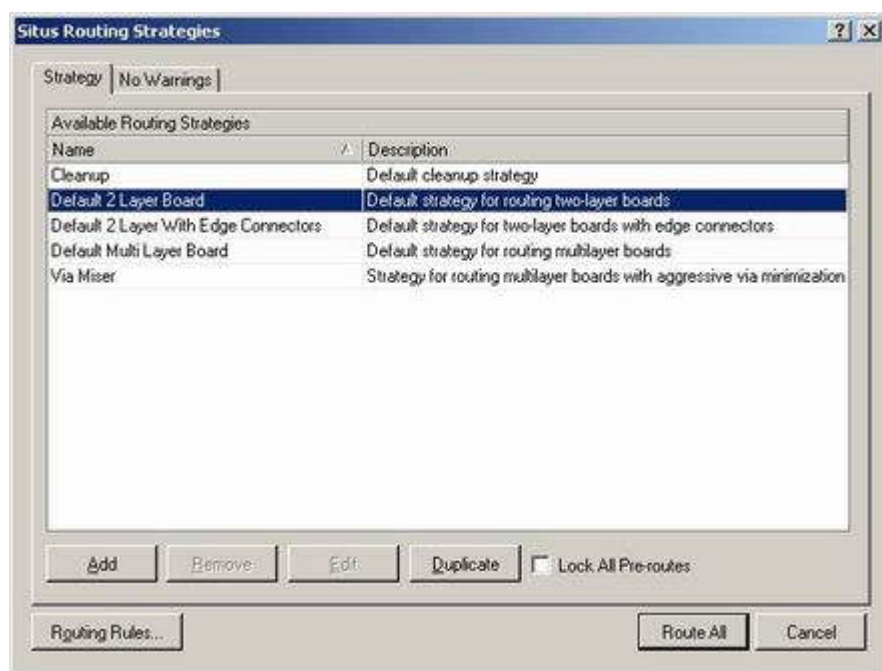 Situs Routing Strategies
Strategy No Warnings
Available Routing Strategies
Name Description
Cleanup Default cleanup strategy
Default 2 Layer Board Default strategy for routing two-layer boards
Default 2 Layer With Edge Connectors Default strategy for two-layer boards with edge connectors
Default Multi Layer Board Default strategy for routing multilayer boards
Via Miser Strategy for routing multilayer boards with aggressive via minimization
Add Remove Edit Duplicate Lock All Pre-routes
Routing Rules... Route All Cancel